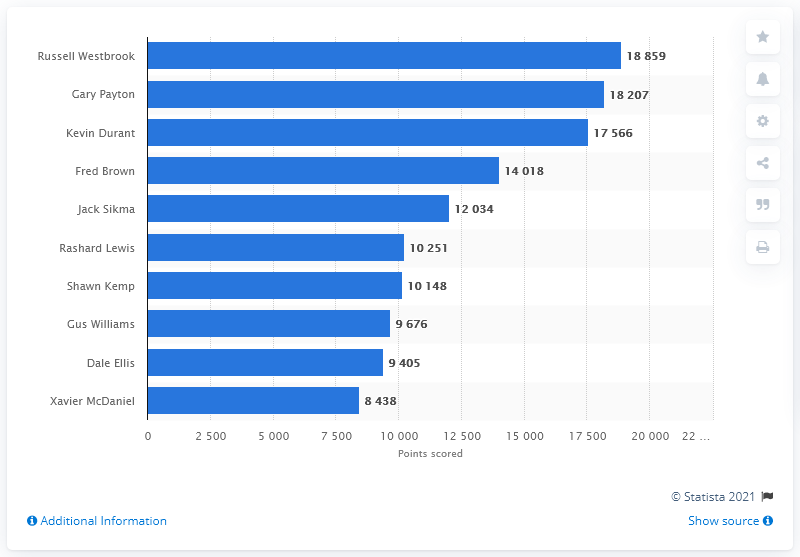 Russell Westbrook 18 859
Gary Payton 18 207
Kevin Durant 17 566
Fred Brown 14 018
Jack Sikma 12 034
Rashard Lewis 10 251
Shawn Kemp 10 148
Gus Williams 9 676
Dale Ellis 9 405
Xavier McDaniel 8 438
0 2 500 5 000 7 500 10 000 12 500 15 000 17 500 20 000 22 ...
Points scored
© Statista 2021
Additional Information Show source